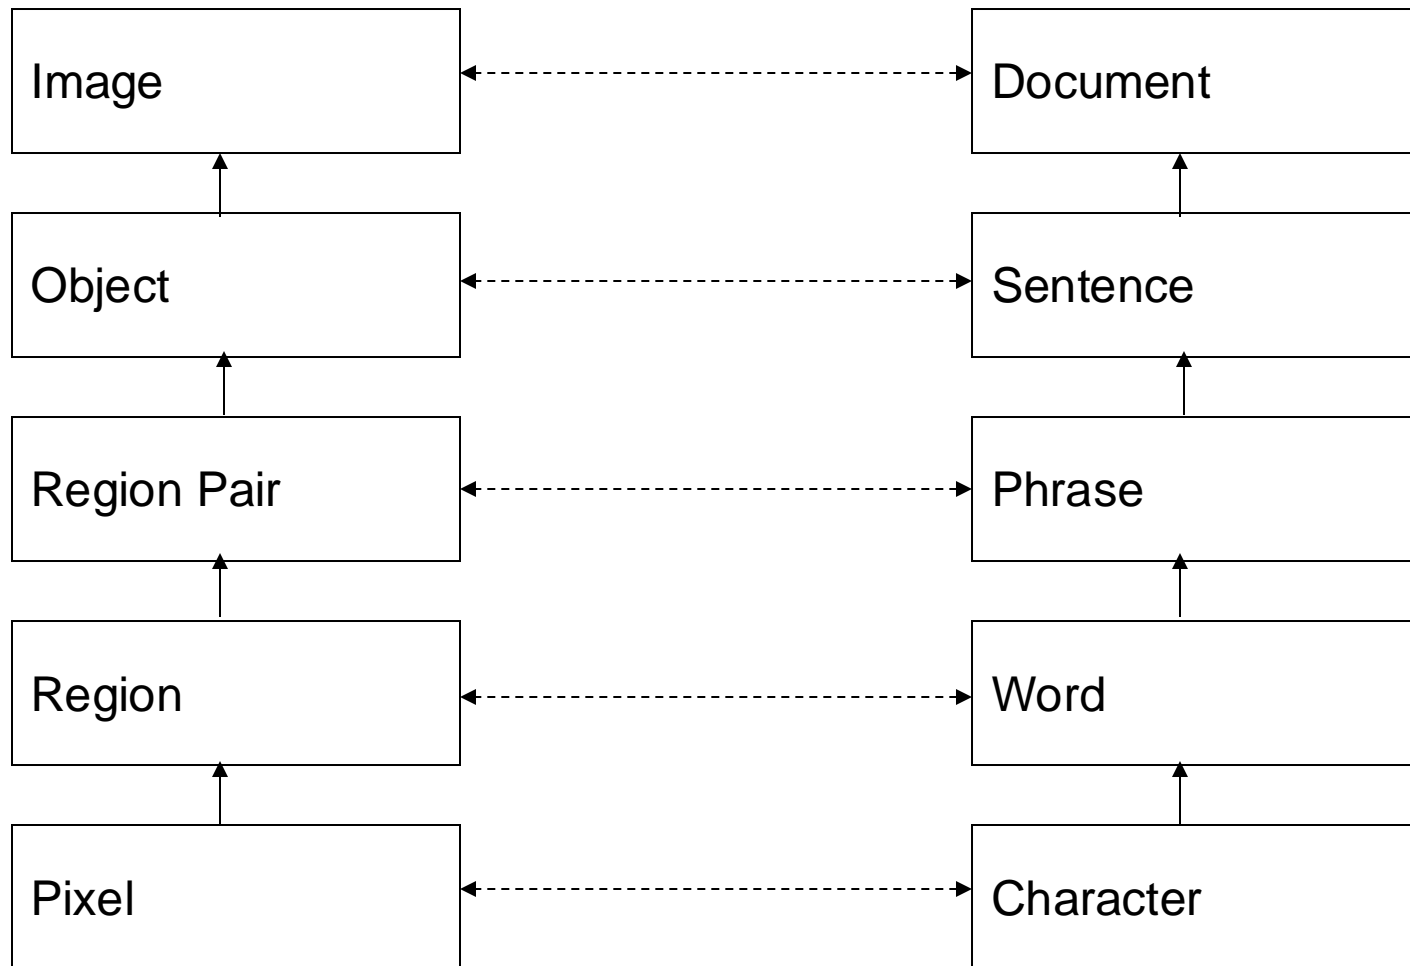 Image
Document
Object
Sentence
Region Pair
Phrase
Region
Word
Pixel
Character